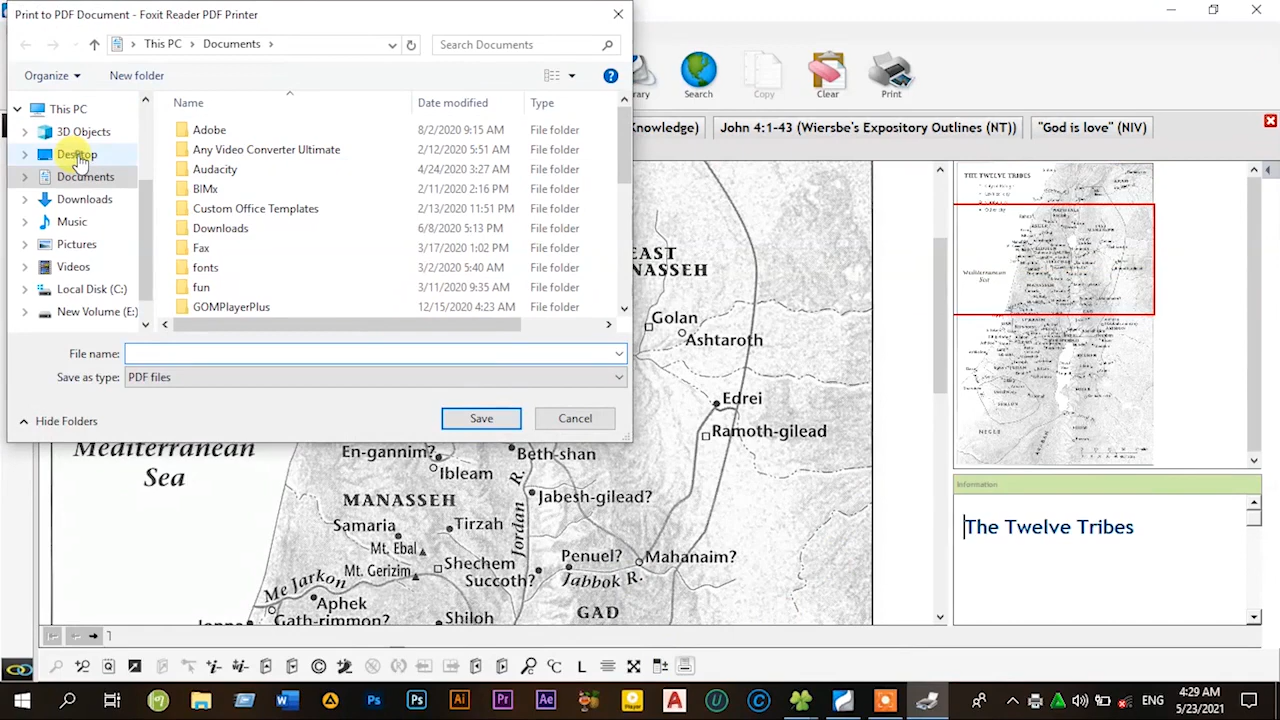 Print to PDF Document - Foxit Reader PDF Printer
This PC
Documents
Search Documents
Organize
New folder
Name
Date modified
Type
This PC
3D Objects
Desktop
Documents
Downloads
Music
Pictures
Videos
Local Disk (C:)
New Volume (E:)
Adobe 8/2/2020 9:15 AM File folder
Any Video Converter Ultimate 2/12/2020 5:51 AM File folder
Audacity 4/24/2020 3:27 AM File folder
BIMx 2/11/2020 2:16 PM File folder
Custom Office Templates 2/13/2020 11:51 PM File folder
Downloads 6/8/2020 5:13 PM File folder
Fax 3/17/2020 1:02 PM File folder
fonts 3/2/2020 5:40 AM File folder
fun 3/11/2020 9:35 AM File folder
GOMPlayerPlus 12/15/2020 4:23 AM File folder
File name:
Save as type: PDF files
Hide Folders
Save
Cancel
Search
Copy
Clear
Print
Knowledge)
John 4:1-43 (Wiersbe's Expository Outlines (NT))
"God is love" (NIV)
EAST
NASSEH
Golan
Ashtaroth
Edrei
Ramoth-gilead
Mediterranean
Sea
En-gannim?
Beth-shan
Ibleam
MANASSEH
Jabesh-gilead?
Samaria
Tirzah
Jordan R.
Mt. Ebal
Penuel?
Mahanaim?
Mt. Gerizim
Shechem
Succoth?
Jabbok R.
Me Jarkon
Aphek
GAD
Gath-rimmon?
Shiloh
THE TWELVE TRIBES
Mediterranean
Sea
NEGEB
Information
The Twelve Tribes
1
ENG
4:29 AM
5/23/2021